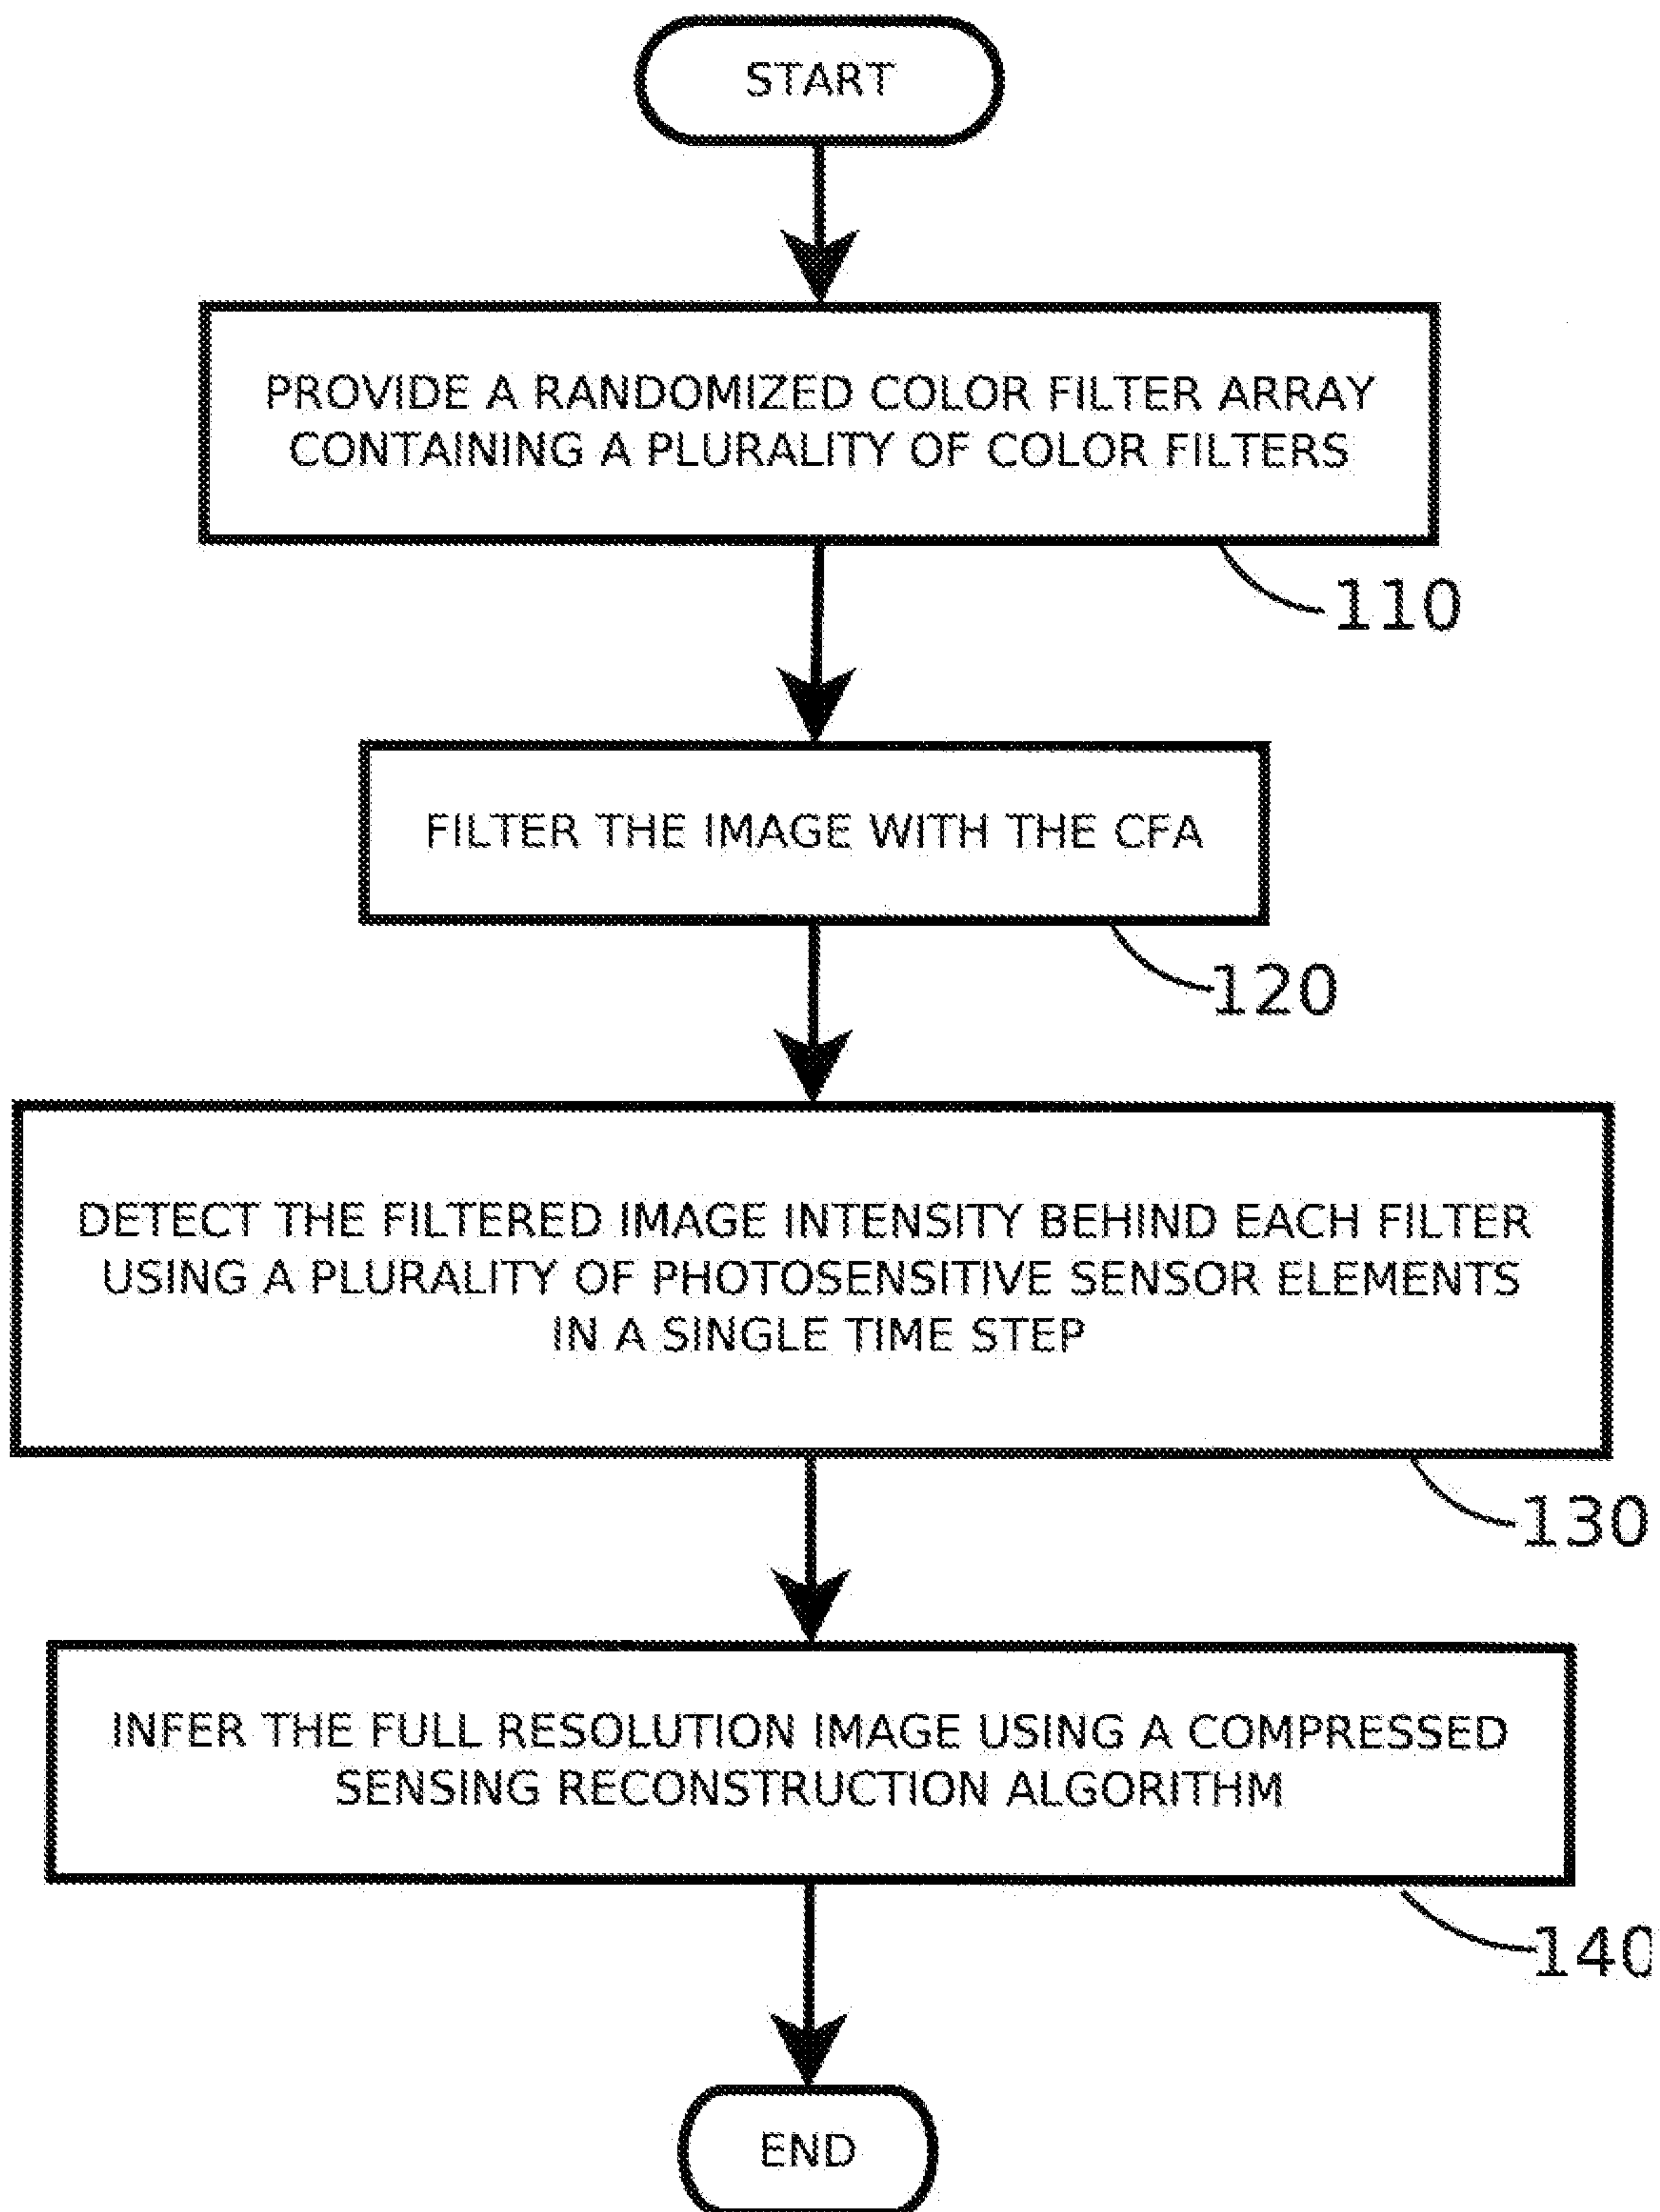 START
PROVIDE A RANDOMIZED COLOR FILTER ARRAY
CONTAINING A PLURALITY OF COLOR FILTERS
110
FILTER THE IMAGE WITH THE CFA
120
DETECT THE FILTERED IMAGE INTENSITY BEHIND EACH FILTER
USING A PLURALITY OF PHOTOSENSITIVE SENSOR ELEMENTS
IN A SINGLE TIME STEP
130
INFER THE FULL RESOLUTION IMAGE USING A COMPRESSED
SENSING RECONSTRUCTION ALGORITHM
140
END